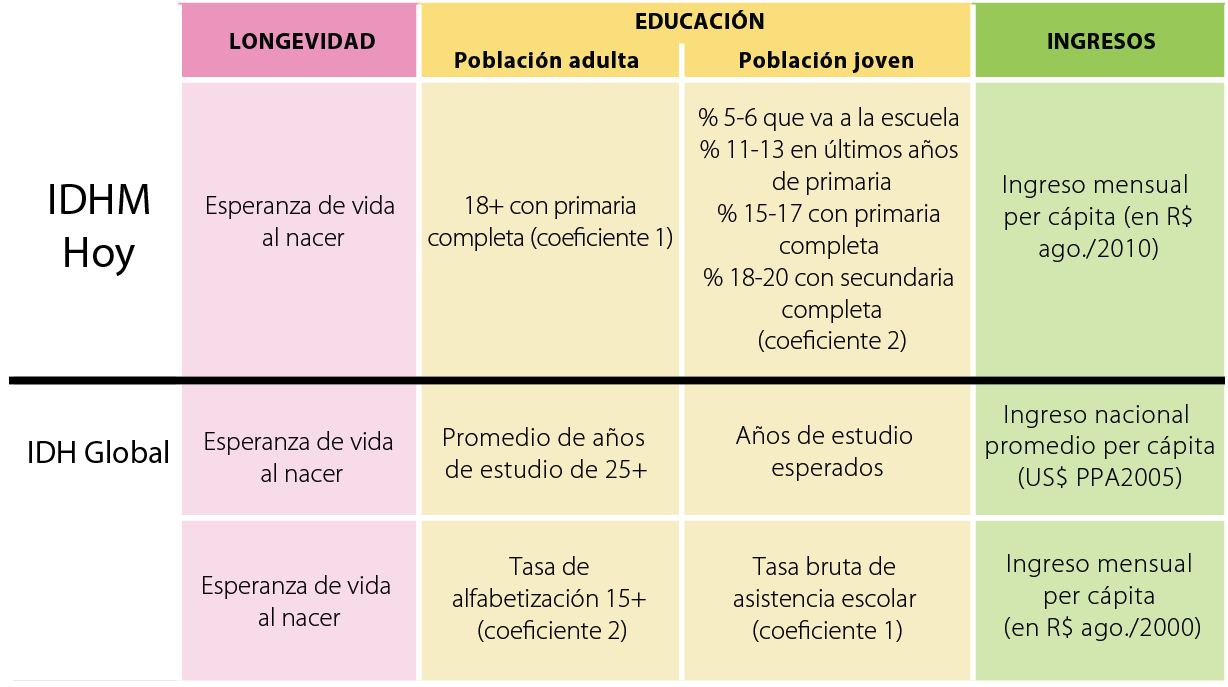 LONGEVIDAD
EDUCACIÓN
Población adulta
Población joven
INGRESOS
IDHM
Hoy
Esperanza de vida
al nacer
18+ con primaria
completa (coeficiente 1)
% 5-6 que va a la escuela
% 11-13 en últimos años
de primaria
% 15-17 con primaria
completa
% 18-20 con secundaria
completa
(coeficiente 2)
Ingreso mensual
per cápita (en R$
ago./2010)
IDH Global
Esperanza de vida
al nacer
Promedio de años
de estudio de 25+
Años de estudio
esperados
Ingreso nacional
promedio per cápita
(US$ PPA2005)
Esperanza de vida
al nacer
Tasa de
alfabetización 15+
(coeficiente 2)
Tasa bruta de
asistencia escolar
(coeficiente 1)
Ingreso mensual
per cápita
(en R$ ago./2000)